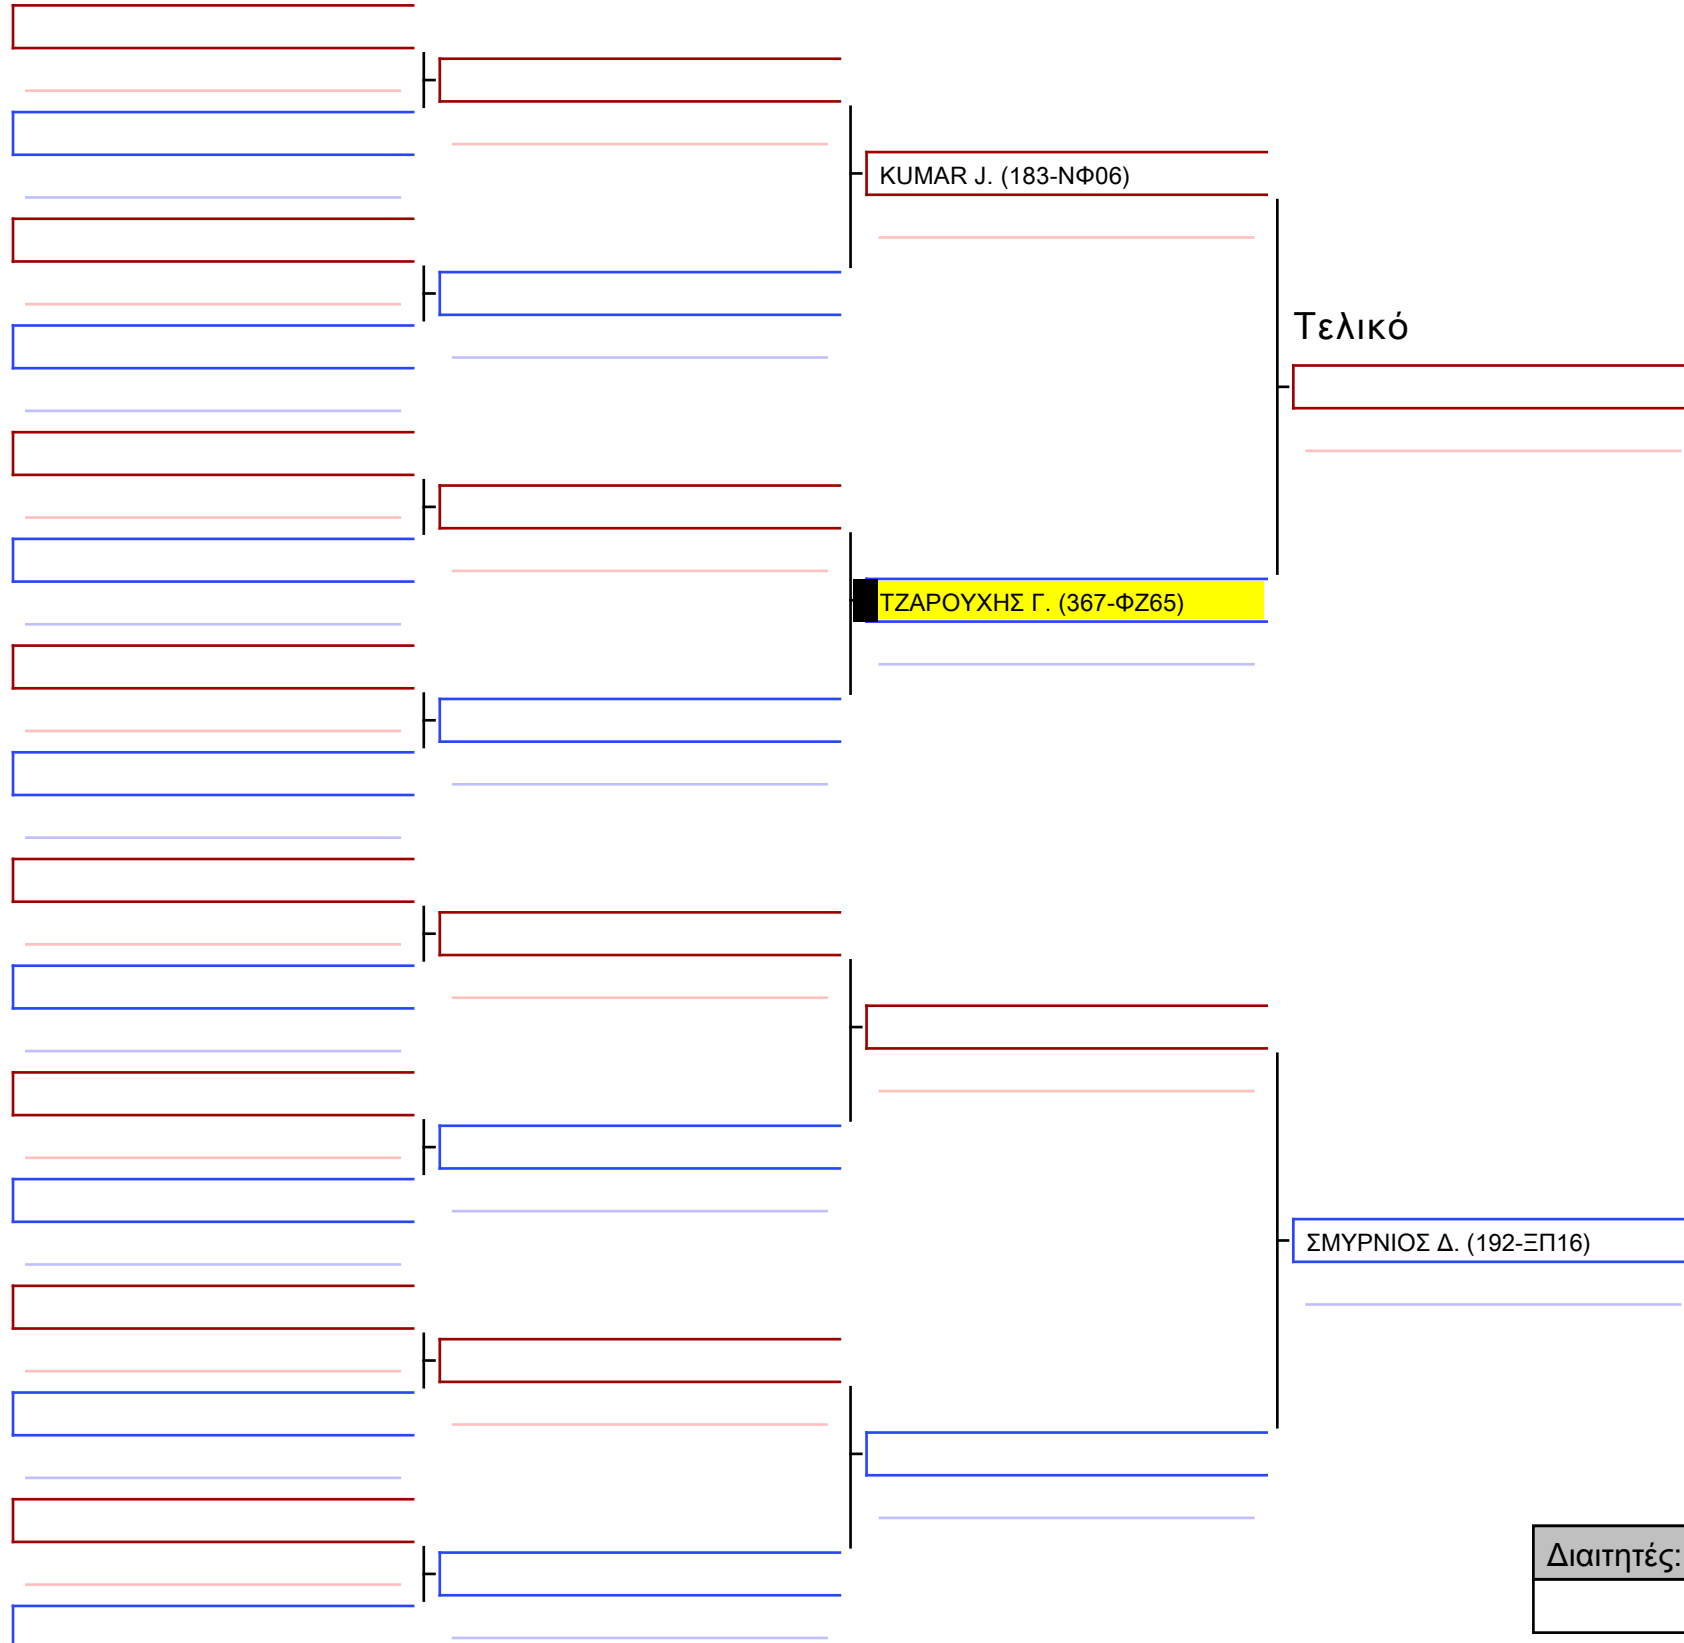 KUMAR J. (183-ΝΦ06)
Τελικό
ΤΖΑΡΟΥΧΗΣ Γ. (367-ΦΖ65)
ΣΜΥΡΝΙΟΣ Δ. (192-ΞΠ16)
Διαιτητές: